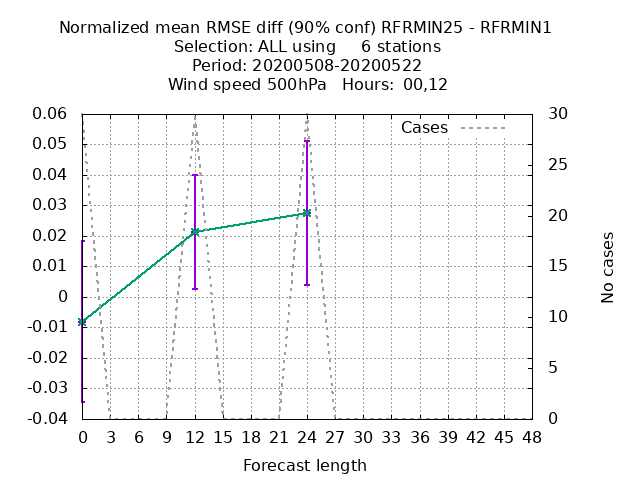 Normalized mean RMSE diff (90% conf) RFRMIN25 - RFRMIN1
Selection: ALL using     6 stations
Period: 20200508-20200522
Wind speed 500hPa   Hours: 00,12
Cases
0.06
0.05
0.04
0.03
0.02
0.01
0
-0.01
-0.02
-0.03
-0.04
30
25
20
15
10
5
0
No cases
0 3 6 9 12 15 18 21 24 27 30 33 36 39 42 45 48
Forecast length